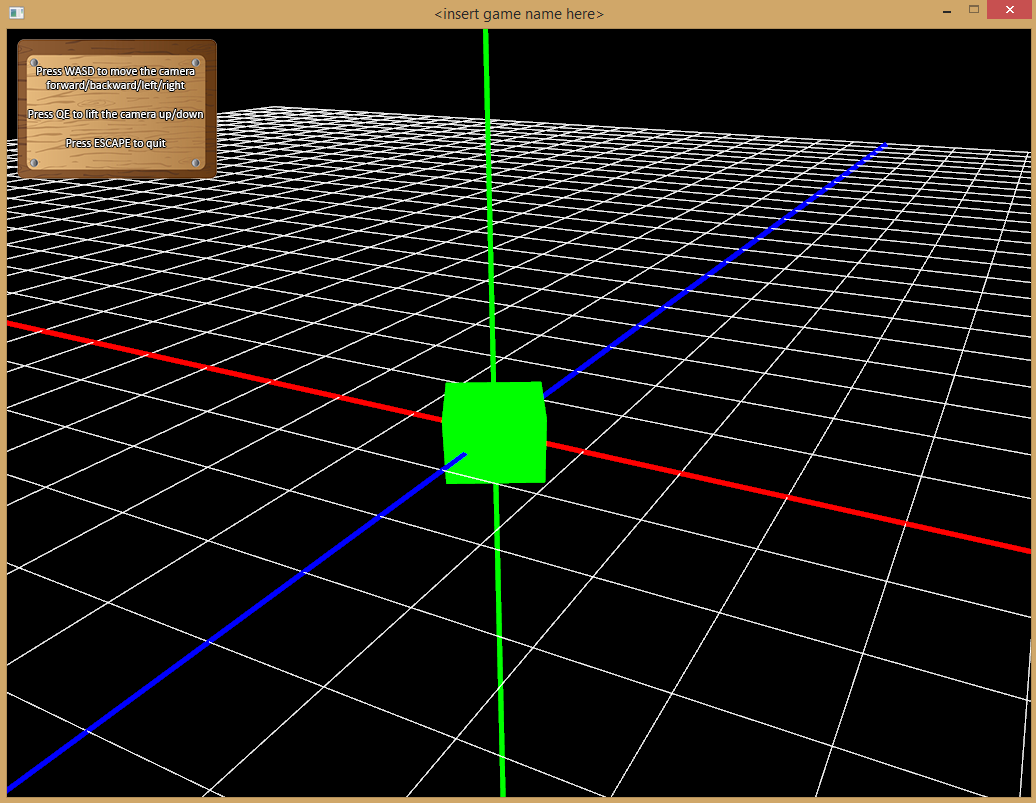 <insert game name here>
Press WASD to move the camera
forward/backward/left/right
Press QE to lift the camera up/down
Press ESCAPE to quit